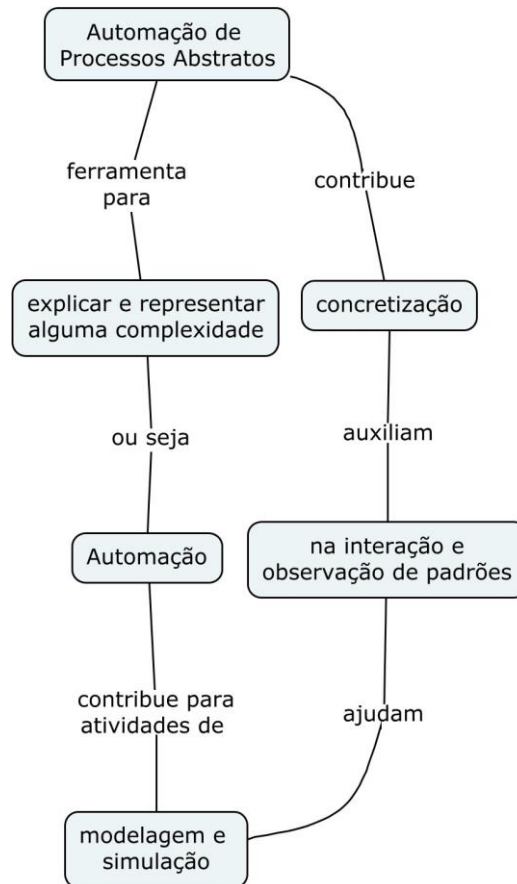 Automação de
Processos Abstratos
ferramenta
para
contribue
explicar e representar
alguma complexidade
concretização
ou seja
auxiliam
Automação
na interação e
observação de padrões
contribue para
atividades de
ajudam
modelagem e
simulação